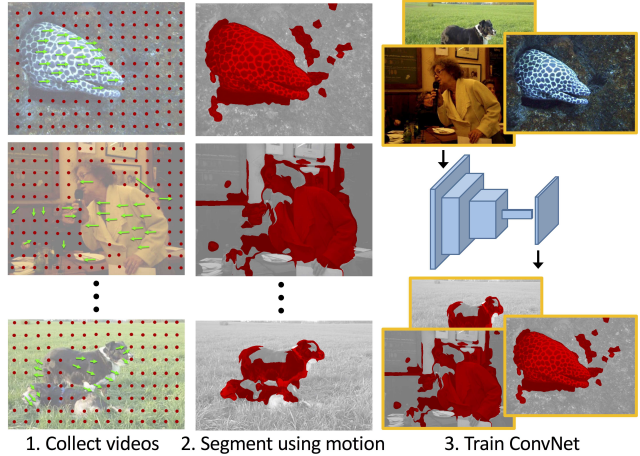 1. Collect videos
2. Segment using motion
3. Train ConvNet